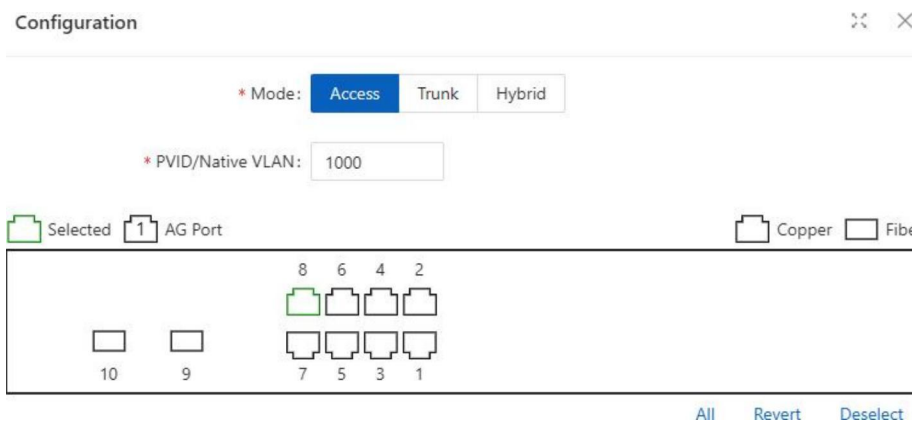 Configuration
* Mode: Access Trunk Hybrid
* PVID/Native VLAN: 1000
Selected 1 AG Port Copper Fibe
8 6 4 2
10 9 7 5 3 1
All Revert Deselect